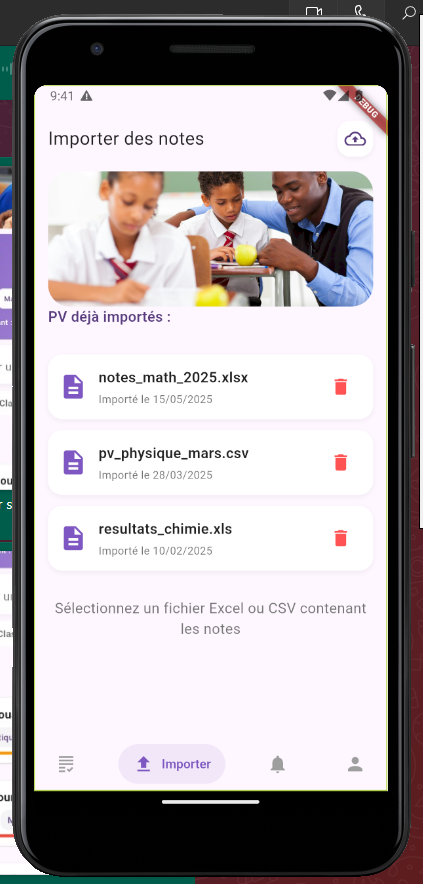 9:41
EBUG
Importer des notes
PV déjà importés :
notes_math_2025.xlsx
Importé le 15/05/2025
pv_physique_mars.csv
Importé le 28/03/2025
resultats_chimie.xls
Importé le 10/02/2025
Sélectionnez un fichier Excel ou CSV contenant
les notes
Importer